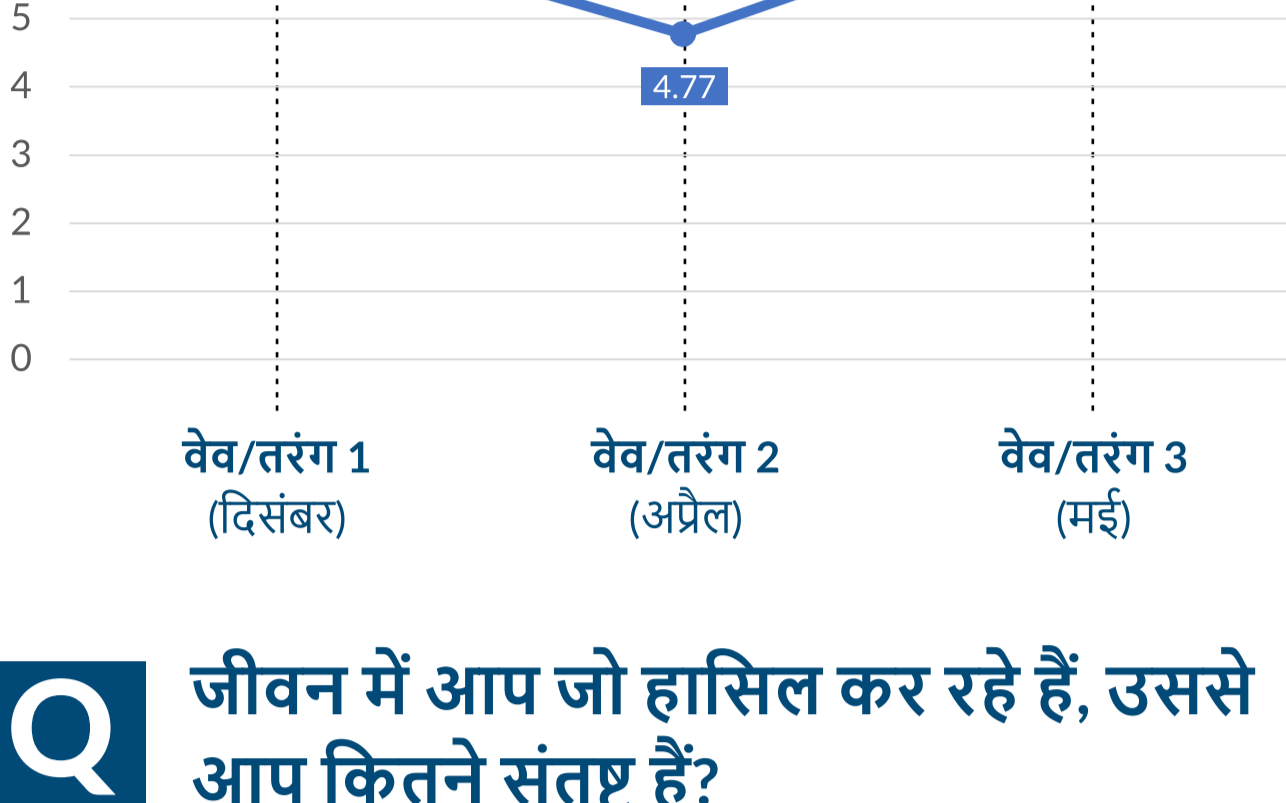 5
4
4.77
3
2
1
0
वेव/तरंग 1 वेव/तरंग 2 वेव/तरंग 3
(दिसंबर) (अप्रैल) (मई)
Q
जीवन में आप जो हासिल कर रहे हैं, उससे
आप कितने संतुष्ट हैं?